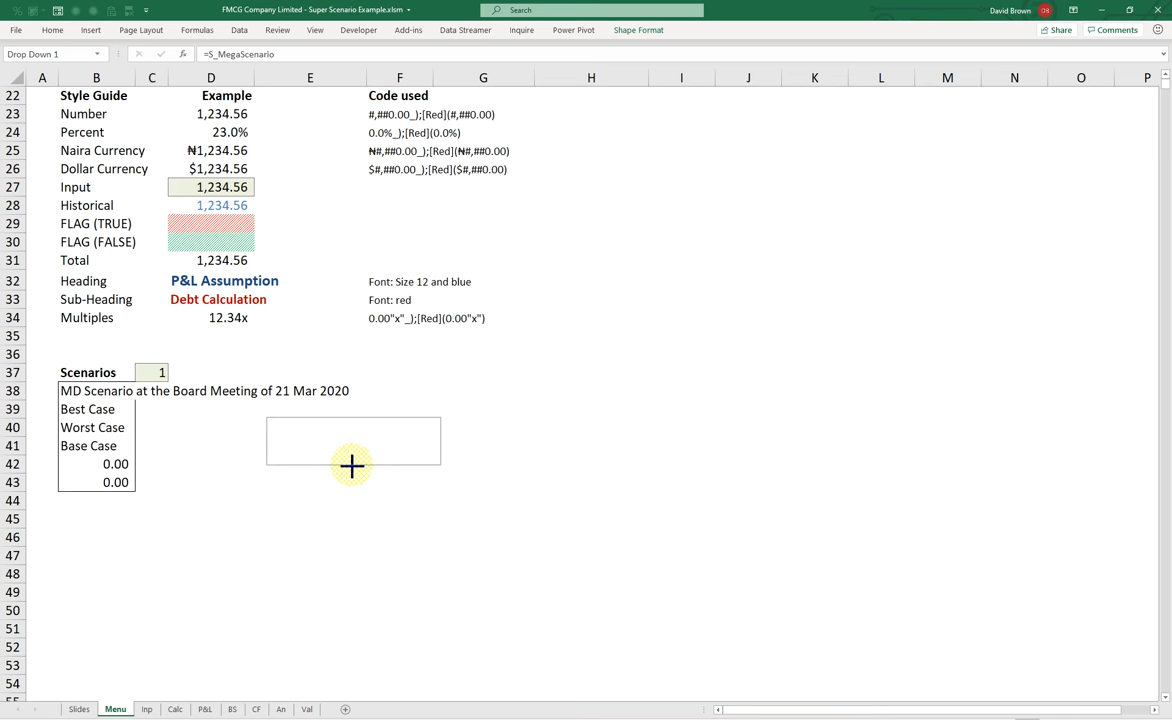 FMCG Company Limited - Super Scenario Example.xlsm
Search
David Brown
File Home Insert Page Layout Formulas Data Review View Developer Add-ins Data Streamer Inquire Power Pivot Shape Format
Share Comments
Drop Down 1 fx =S_MegaScenario
A B C D E F G H I J K L M N O P
22 Style Guide Example Code used
23 Number 1,234.56 #,##0.00_);[Red](#,##0.00)
24 Percent 23.0% 0.0%_);[Red](0.0%)
25 Naira Currency ₦1,234.56 ₦#,##0.00_);[Red](₦#,##0.00)
26 Dollar Currency $1,234.56 $#,##0.00_);[Red]($#,##0.00)
27 Input 1,234.56
28 Historical 1,234.56
29 FLAG (TRUE)
30 FLAG (FALSE)
31 Total 1,234.56
32 Heading P&L Assumption Font: Size 12 and blue
33 Sub-Heading Debt Calculation Font: red
34 Multiples 12.34x 0.00"x"_);[Red](0.00"x")
35
36
37 Scenarios 1
38 MD Scenario at the Board Meeting of 21 Mar 2020
39 Best Case
40 Worst Case
41 Base Case
42 0.00
43 0.00
44
45
46
47
48
49
50
51
52
53
54
Slides Menu Inp Calc P&L BS CF An Val